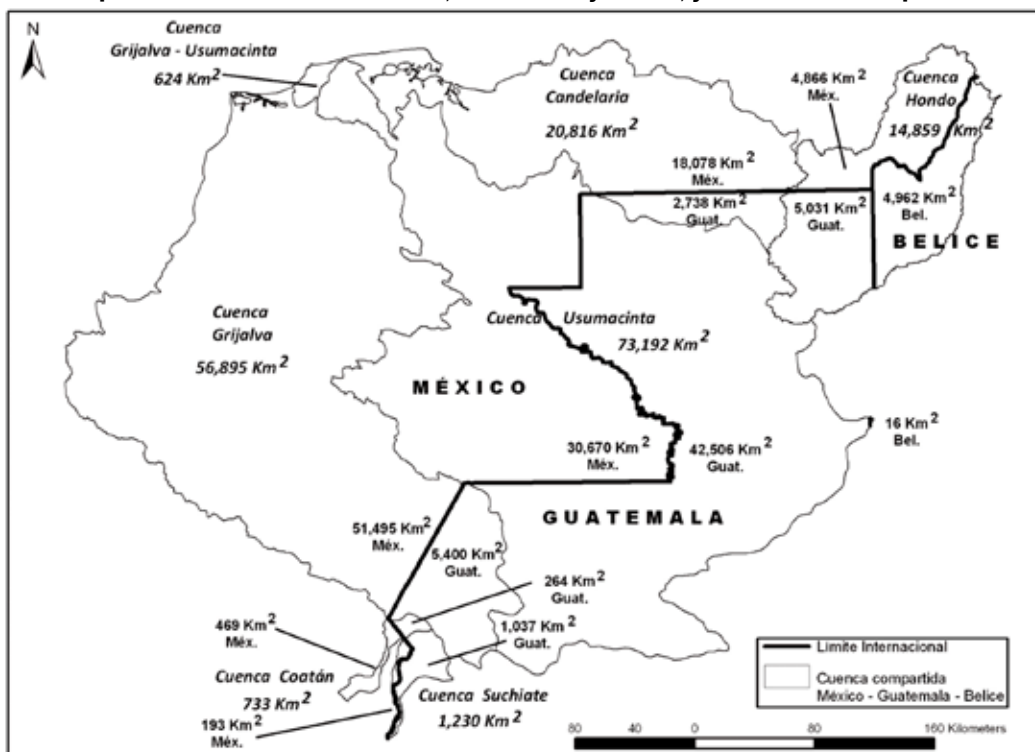 N
Cuenca
Grijalva - Usumacinta
624 Km²
Cuenca
Candelaria
20,816 Km²
4,866 Km²
Méx.
Cuenca
Hondo
14,859 Km²
18,078 Km²
Méx.
2,738 Km²
Guat.
5,031 Km²
Guat.
4,962 Km²
Bel.
BELICE
Cuenca
Grijalva
56,895 Km²
Cuenca Usumacinta
73,192 Km²
MÉXICO
16 Km²
Bel.
30,670 Km²
Méx.
42,506 Km²
Guat.
GUATEMALA
51,495 Km²
Méx.
5,400 Km²
Guat.
264 Km²
Guat.
469 Km²
Méx.
1,037 Km²
Guat.
Cuenca Coatán
733 Km²
Cuenca Suchiate
1,230 Km²
193 Km²
Méx.
Limite Internacional
Cuenca compartida
México - Guatemala - Belice
80 0 80 160 Kilometers